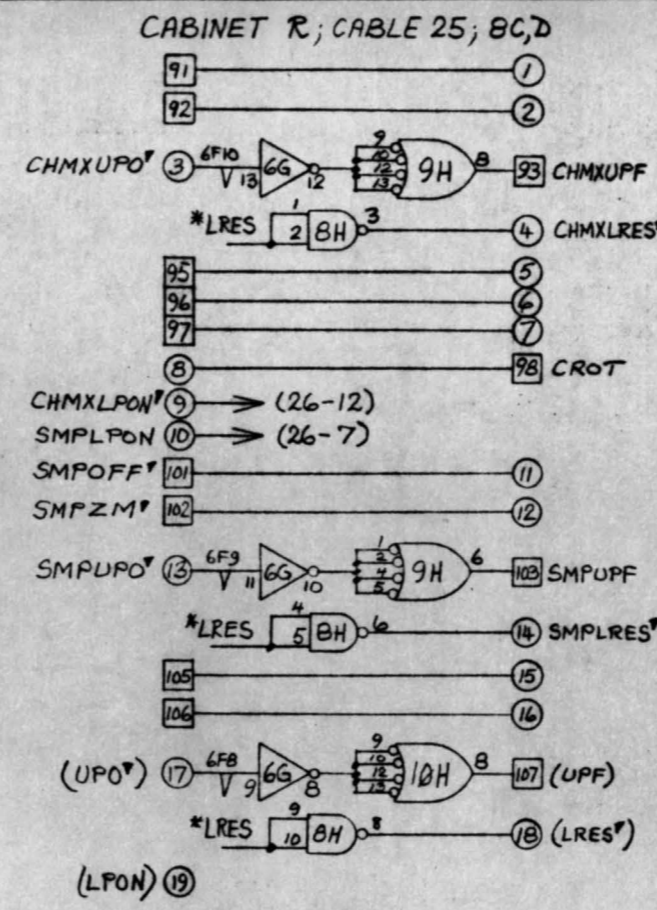 CABINET R; CABLE 25; 8C,D
91 1
92 2
CHMXUPO▼ 3 6F10 V 13 6G 12 9 10 12 13 9H 8 93 CHMXUPF
*LRES 1 2 8H 3 4 CHMXLRES▼
95 5
96 6
97 7
8 98 CROT
CHMXLPON▼ 9 → (26-12)
SMPLPON 10 → (26-7)
SMPOFF▼ 101 11
SMPZM▼ 102 12
SMPUPO▼ 13 6F9 V 11 6G 10 1 2 4 5 9H 6 103 SMPUPF
*LRES 4 5 8H 6 14 SMPLRES▼
105 15
106 16
(UPO▼) 17 6F8 V 9 6G 8 9 10 12 13 10H 8 107 (UPF)
*LRES 9 10 8H 8 18 (LRES▼)
(LPON) 19